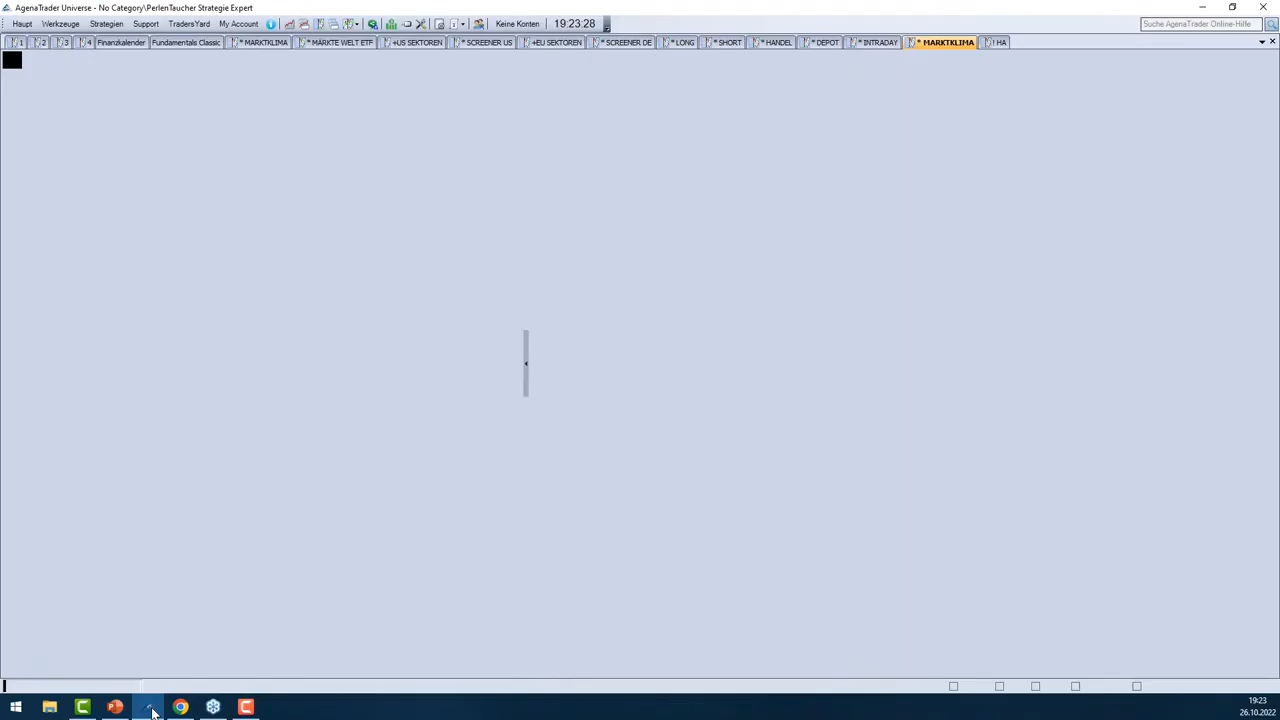 AgenaTrader Universe - No Category\PerlenTaucher Strategie Expert
Haupt Werkzeuge Strategien Support TradersYard My Account Keine Konten 19:23:28 Suche AgenaTrader Online-Hilfe
1 2 3 4 Finanzkalender Fundamentals Classic * MARKTKLIMA * MÄRKTE WELT ETF +US SEKTOREN * SCREENER US +EU SEKTOREN * SCREENER DE * LONG * SHORT * HANDEL * DEPOT * INTRADAY * MARKTKLIMA ! HA
19:23
26.10.2022